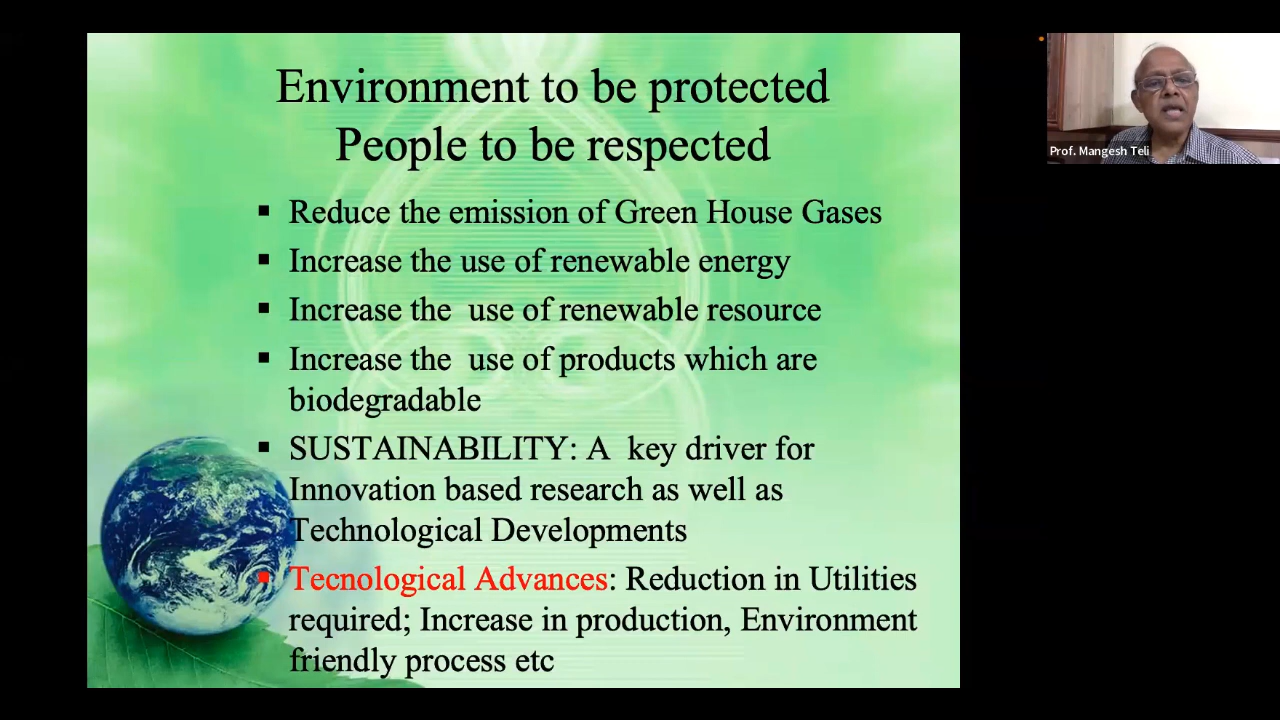 Environment to be protected
People to be respected
▪ Reduce the emission of Green House Gases
▪ Increase the use of renewable energy
▪ Increase the use of renewable resource
▪ Increase the use of products which are
biodegradable
▪ SUSTAINABILITY: A key driver for
Innovation based research as well as
Technological Developments
▪ Tecnological Advances: Reduction in Utilities
required; Increase in production, Environment
friendly process etc
Prof. Mangesh Teli